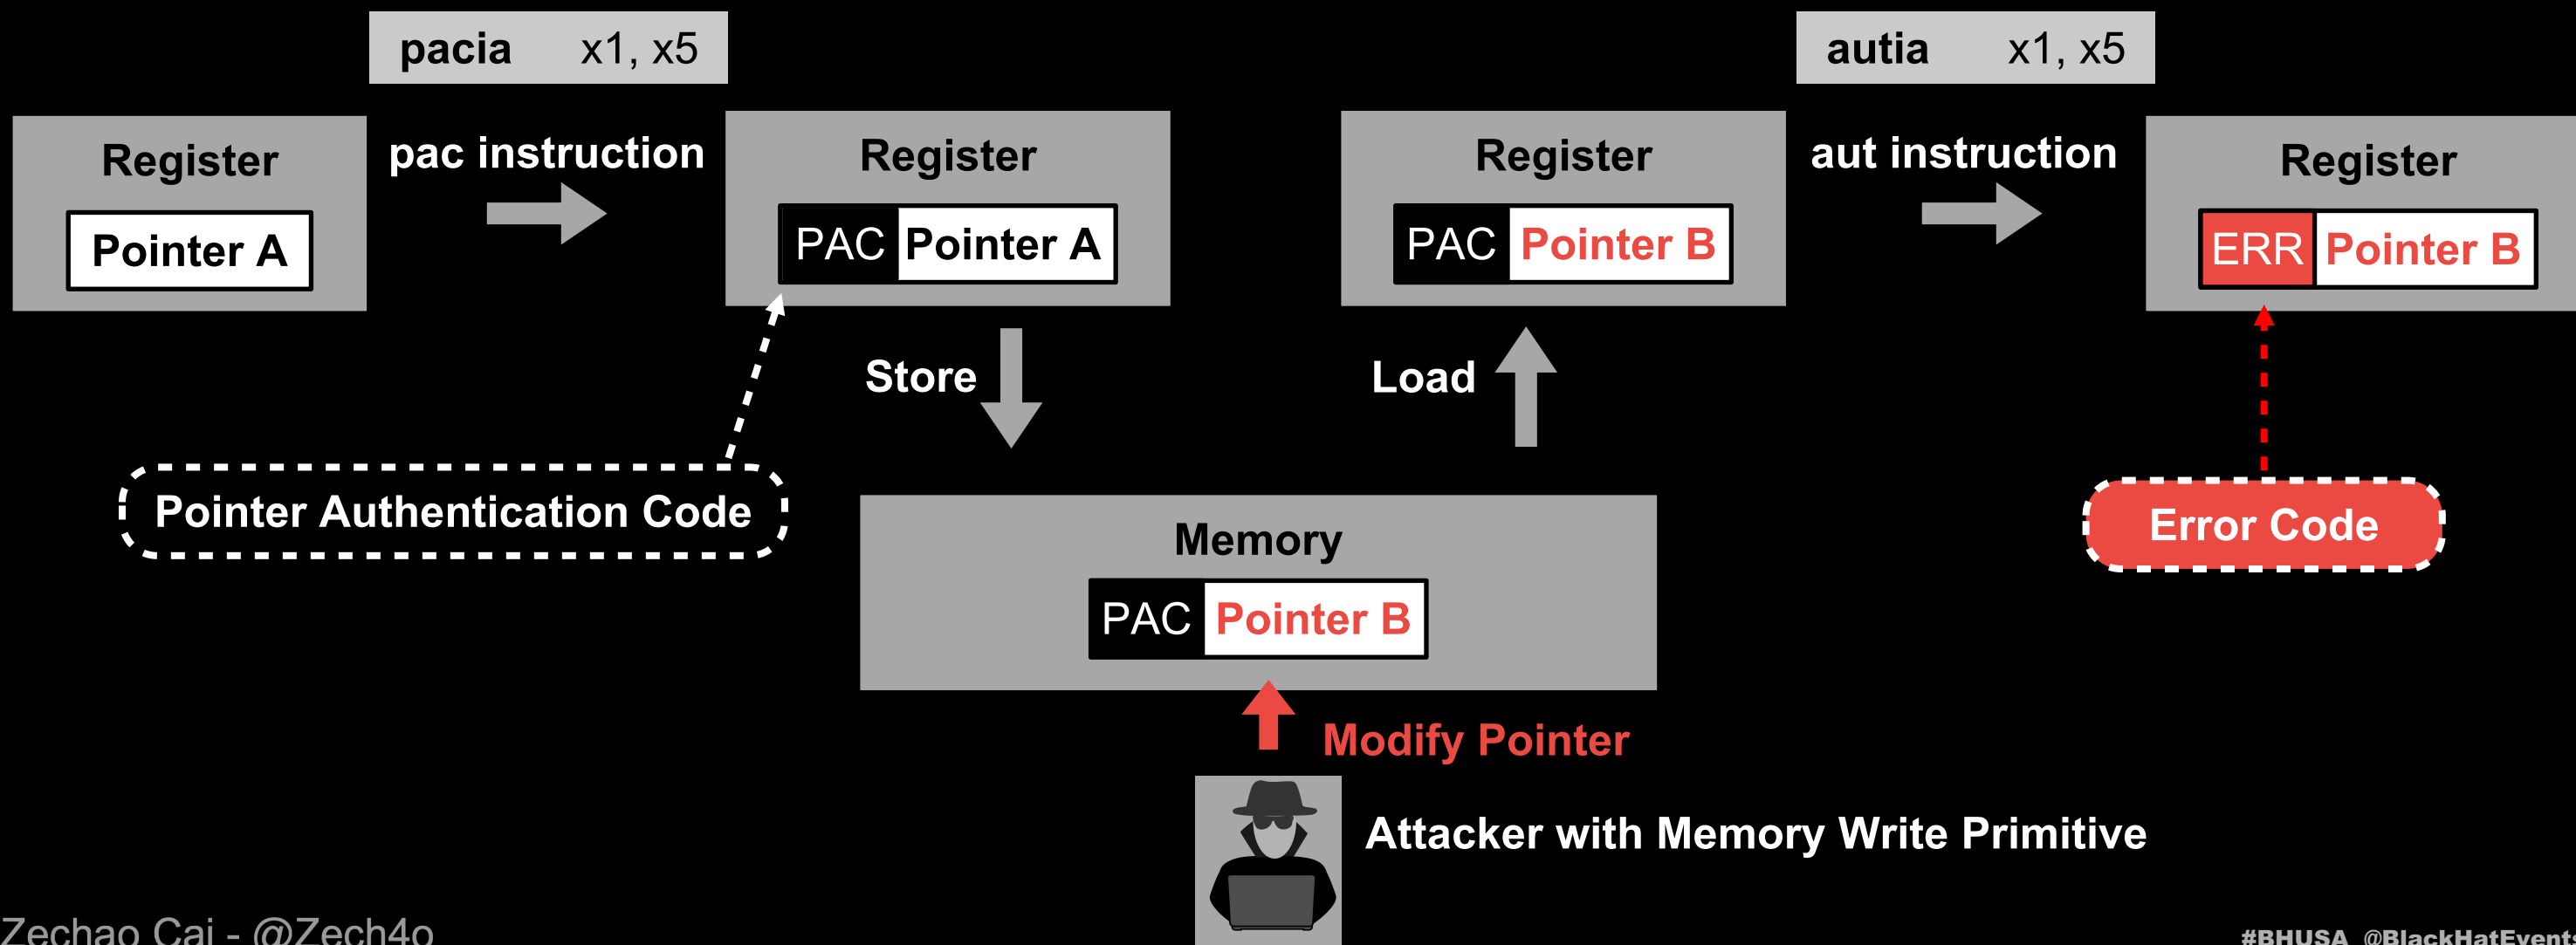 pacia x1, x5
autia x1, x5
Register
pac instruction
Register
Register
aut instruction
Register
Pointer A
PAC Pointer A
PAC Pointer B
ERR Pointer B
Store
Load
Pointer Authentication Code
Error Code
Memory
PAC Pointer B
Modify Pointer
Attacker with Memory Write Primitive
Zechao Cai - @Zech4o
#BHUSA @BlackHatEvents